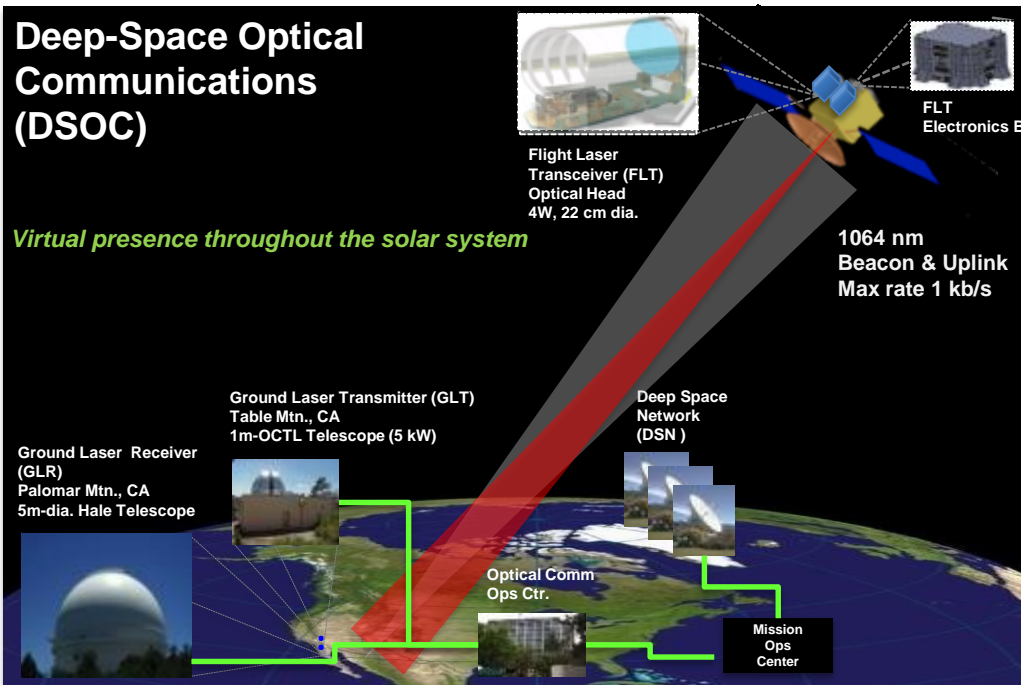 Deep-Space Optical
Communications
(DSOC)
Virtual presence throughout the solar system
Flight Laser
Transceiver (FLT)
Optical Head
4W, 22 cm dia.
FLT
Electronics B
1064 nm
Beacon & Uplink
Max rate 1 kb/s
Ground Laser Transmitter (GLT)
Table Mtn., CA
1m-OCTL Telescope (5 kW)
Ground Laser Receiver
(GLR)
Palomar Mtn., CA
5m-dia. Hale Telescope
Deep Space
Network
(DSN )
Optical Comm
Ops Ctr.
Mission
Ops
Center